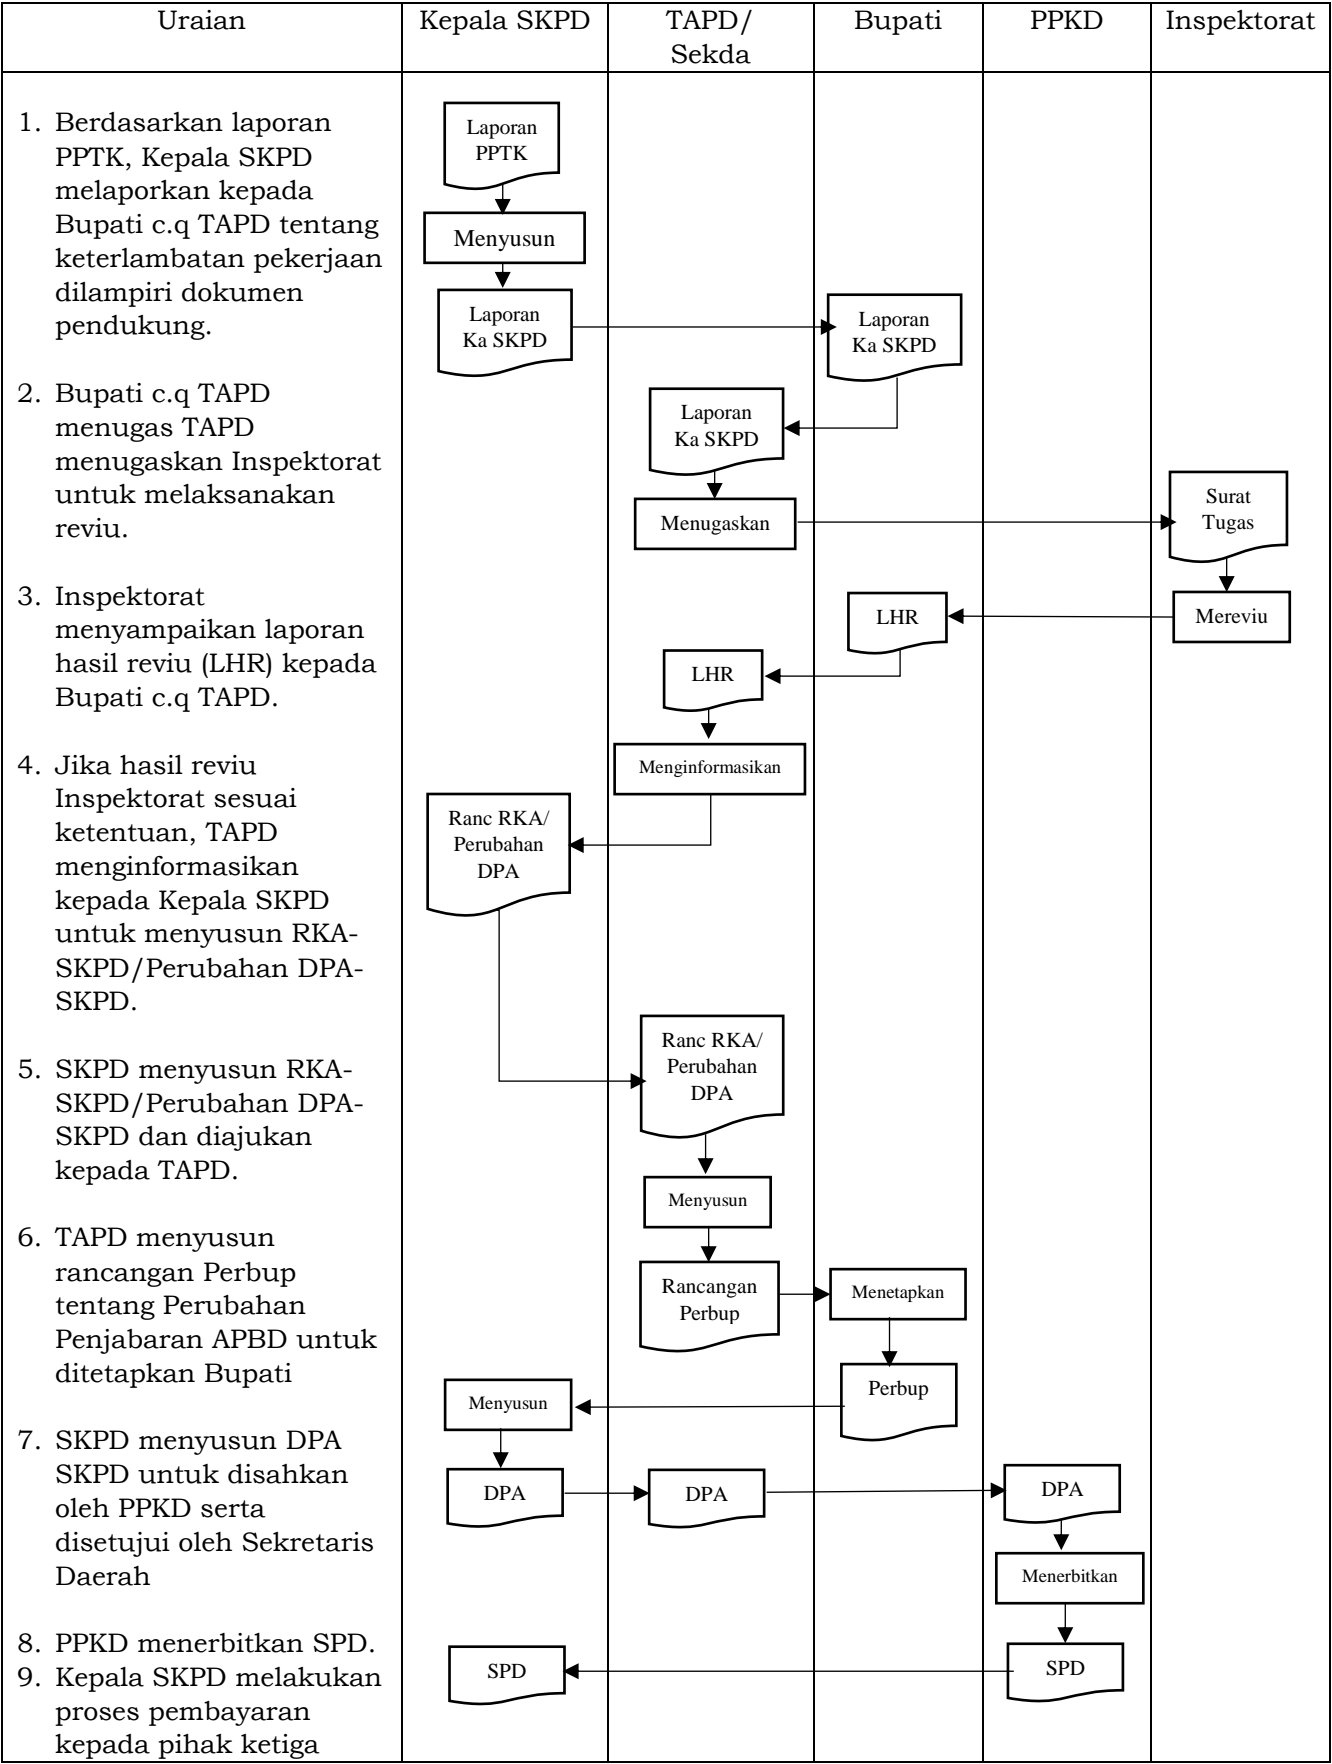 Uraian
Kepala SKPD
TAPD/
Sekda
Bupati
PPKD
Inspektorat
1. Berdasarkan laporan
PPTK, Kepala SKPD
melaporkan kepada
Bupati c.q TAPD tentang
keterlambatan pekerjaan
dilampiri dokumen
pendukung.
2. Bupati c.q TAPD
menugas TAPD
menugaskan Inspektorat
untuk melaksanakan
reviu.
3. Inspektorat
menyampaikan laporan
hasil reviu (LHR) kepada
Bupati c.q TAPD.
4. Jika hasil reviu
Inspektorat sesuai
ketentuan, TAPD
menginformasikan
kepada Kepala SKPD
untuk menyusun RKA-
SKPD/Perubahan DPA-
SKPD.
5. SKPD menyusun RKA-
SKPD/Perubahan DPA-
SKPD dan diajukan
kepada TAPD.
6. TAPD menyusun
rancangan Perbup
tentang Perubahan
Penjabaran APBD untuk
ditetapkan Bupati
7. SKPD menyusun DPA
SKPD untuk disahkan
oleh PPKD serta
disetujui oleh Sekretaris
Daerah
8. PPKD menerbitkan SPD.
9. Kepala SKPD melakukan
proses pembayaran
kepada pihak ketiga
Laporan
PPTK
Menyusun
Laporan
Ka SKPD
Laporan
Ka SKPD
Laporan
Ka SKPD
Menugaskan
Surat
Tugas
Mereviu
LHR
LHR
Menginformasikan
Ranc RKA/
Perubahan
DPA
Ranc RKA/
Perubahan
DPA
Menyusun
Rancangan
Perbup
Menetapkan
Perbup
Menyusun
DPA
DPA
DPA
Menerbitkan
SPD
SPD